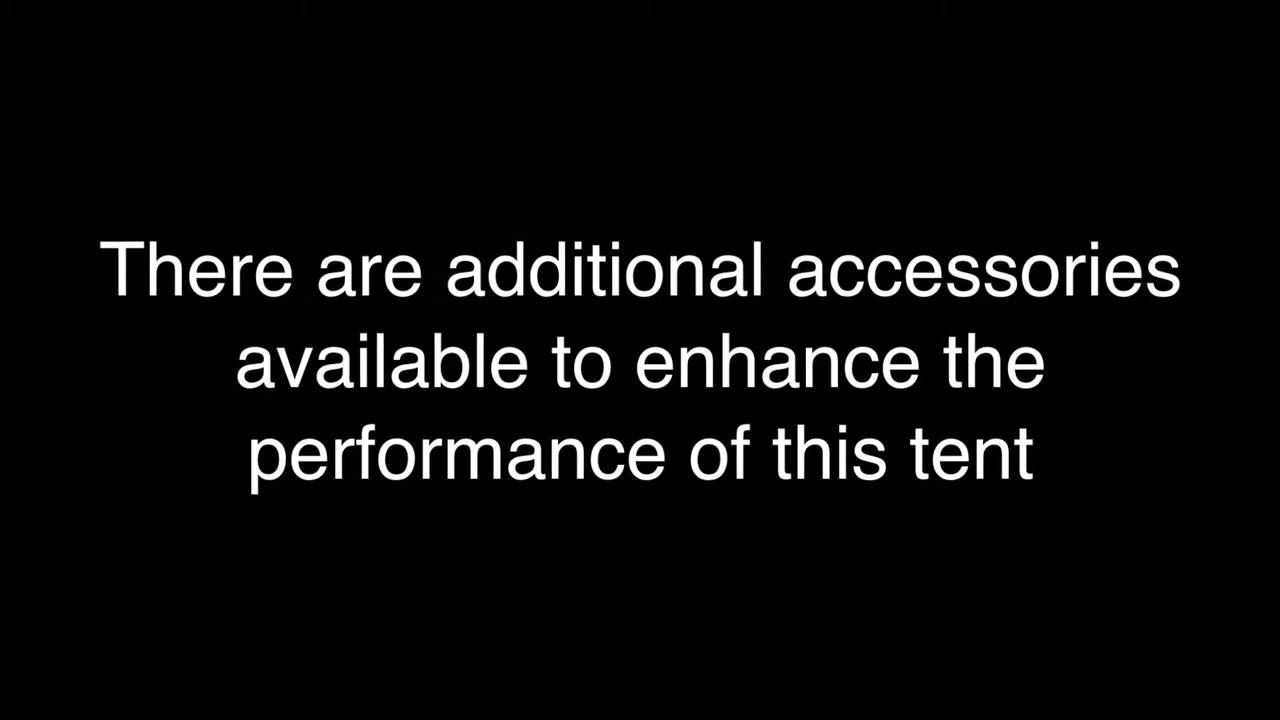 There are additional accessories
available to enhance the
performance of this tent